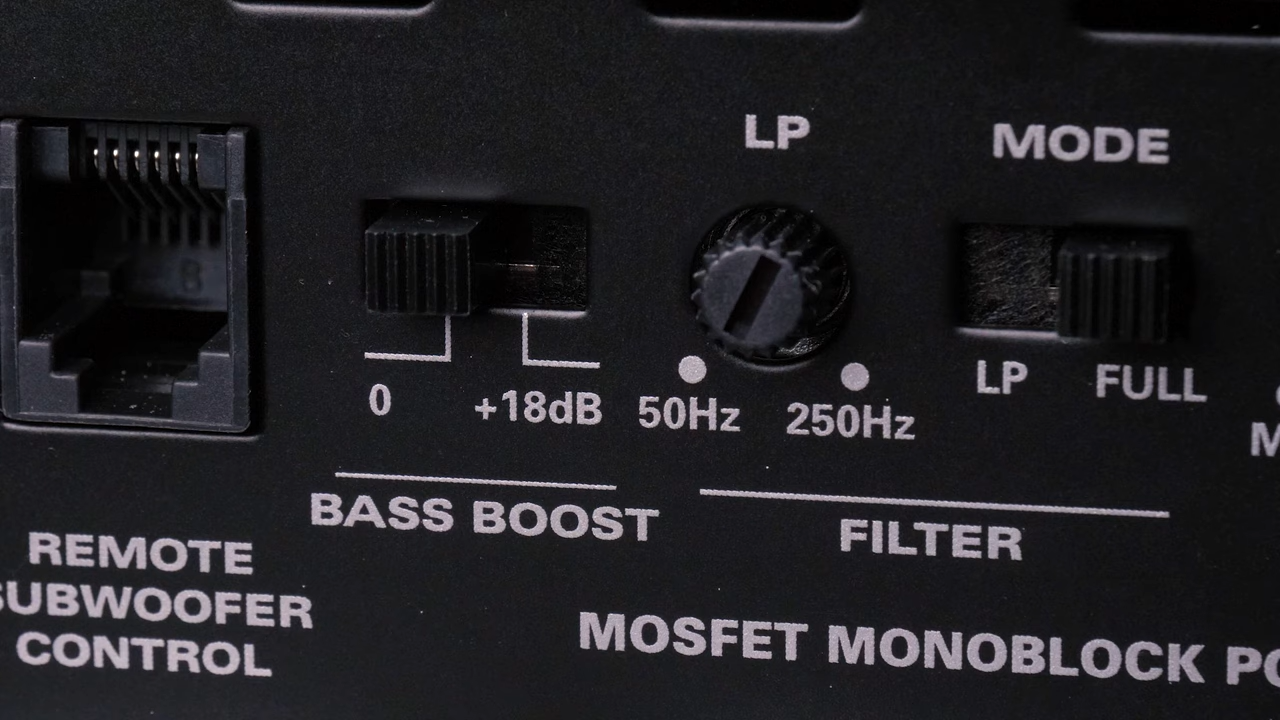 LP
MODE
0
+18dB
50Hz
250Hz
LP
FULL
BASS BOOST
FILTER
REMOTE
SUBWOOFER
CONTROL
MOSFET MONOBLOCK